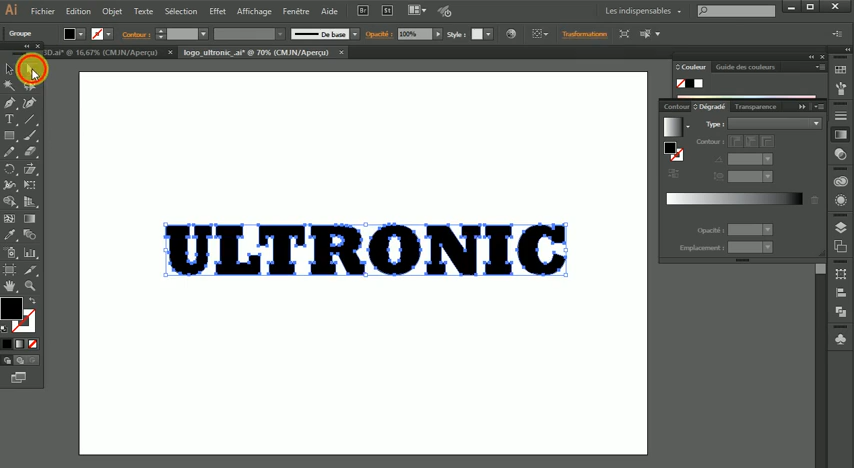 Ai Fichier Edition Objet Texte Sélection Effet Affichage Fenêtre Aide Br St Les indispensables
Groupe Contour : De base Opacité : 100% Style : Trasformationn
3D.ai* @ 16,67% (CMJN/Aperçu) × logo_ultronic_.ai* @ 70% (CMJN/Aperçu) ×
Couleur Guide des couleurs
Contour Dégradé Transparence
Type :
Contour :
ULTRONIC
Opacité :
Emplacement :